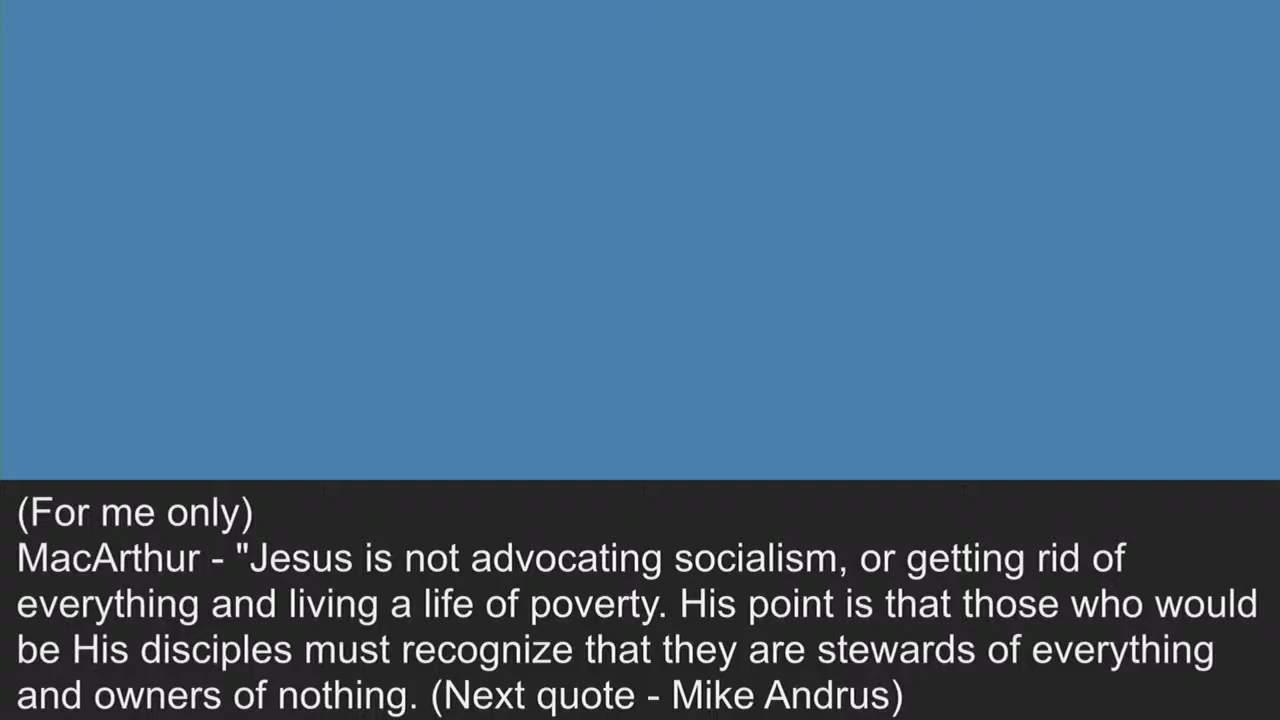 (For me only)
MacArthur - "Jesus is not advocating socialism, or getting rid of
everything and living a life of poverty. His point is that those who would
be His disciples must recognize that they are stewards of everything
and owners of nothing. (Next quote - Mike Andrus)